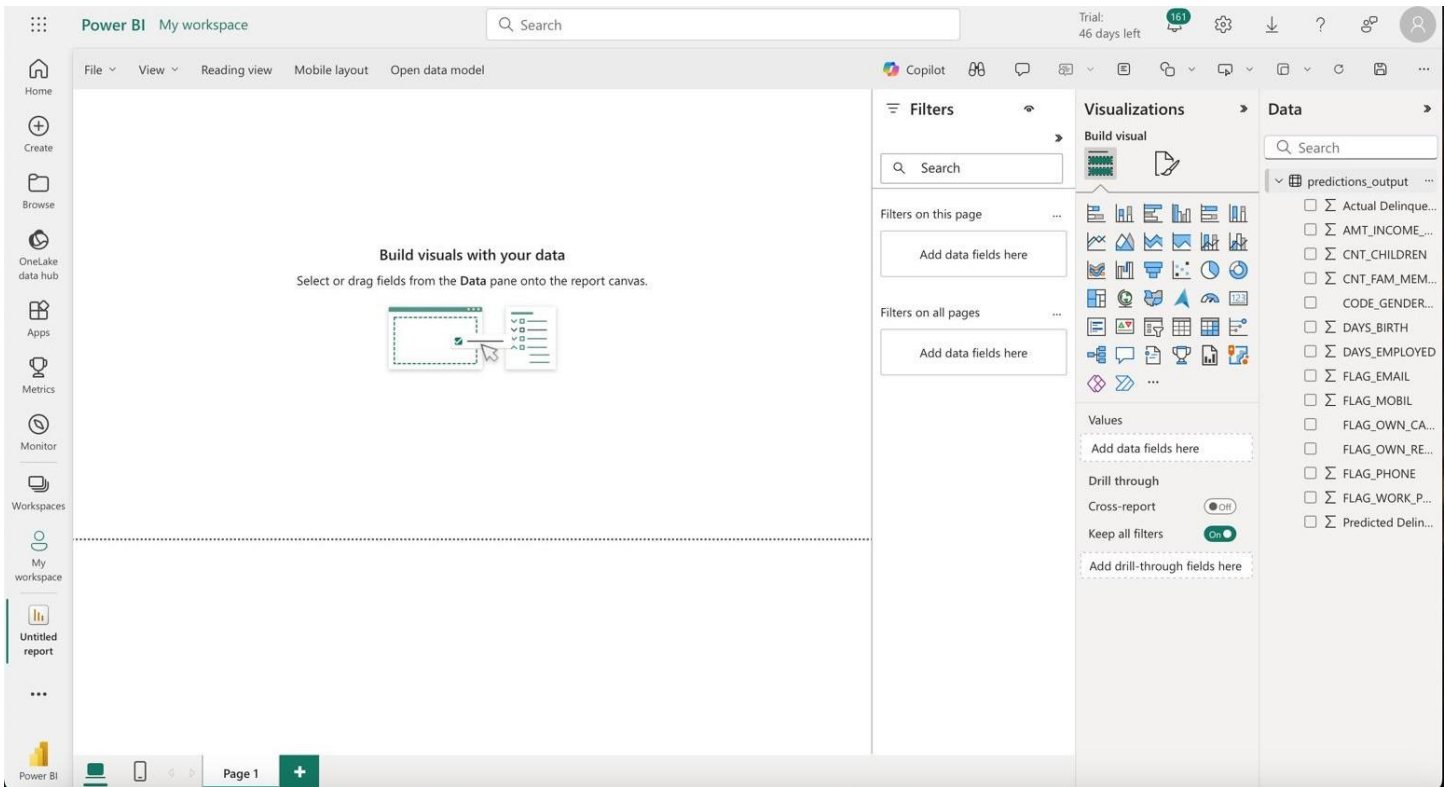 Power BI My workspace
Search
Trial:
46 days left
161
?
Home
Create
Browse
OneLake
data hub
Apps
Metrics
Monitor
Workspaces
My
workspace
Untitled
report
Power BI
File View Reading view Mobile layout Open data model
Copilot
Build visuals with your data
Select or drag fields from the Data pane onto the report canvas.
Page 1
+
Filters
Search
Filters on this page
...
Add data fields here
Filters on all pages
...
Add data fields here
Visualizations
Build visual
123
...
Values
Add data fields here
Drill through
Cross-report Off
Keep all filters On
Add drill-through fields here
Data
Search
predictions_output ...
Σ Actual Delinque...
Σ AMT_INCOME_...
Σ CNT_CHILDREN
Σ CNT_FAM_MEM...
CODE_GENDER...
Σ DAYS_BIRTH
Σ DAYS_EMPLOYED
Σ FLAG_EMAIL
Σ FLAG_MOBIL
FLAG_OWN_CA...
FLAG_OWN_RE...
Σ FLAG_PHONE
Σ FLAG_WORK_P...
Σ Predicted Delin...